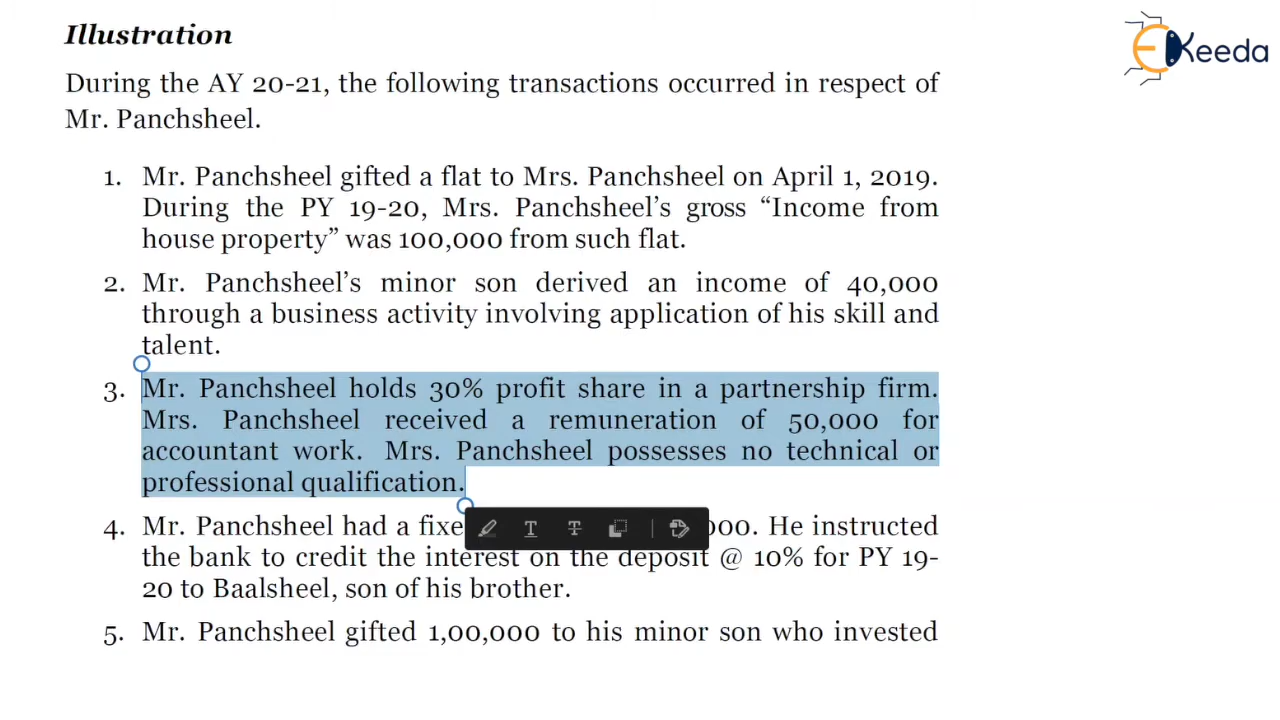 Illustration
EKeeda
During the AY 20-21, the following transactions occurred in respect of
Mr. Panchsheel.
1. Mr. Panchsheel gifted a flat to Mrs. Panchsheel on April 1, 2019.
During the PY 19-20, Mrs. Panchsheel’s gross “Income from
house property” was 100,000 from such flat.
2. Mr. Panchsheel’s minor son derived an income of 40,000
through a business activity involving application of his skill and
talent.
3. Mr. Panchsheel holds 30% profit share in a partnership firm.
Mrs. Panchsheel received a remuneration of 50,000 for
accountant work. Mrs. Panchsheel possesses no technical or
professional qualification.
4. Mr. Panchsheel had a fixe 000. He instructed
the bank to credit the interest on the deposit @ 10% for PY 19-
20 to Baalsheel, son of his brother.
5. Mr. Panchsheel gifted 1,00,000 to his minor son who invested